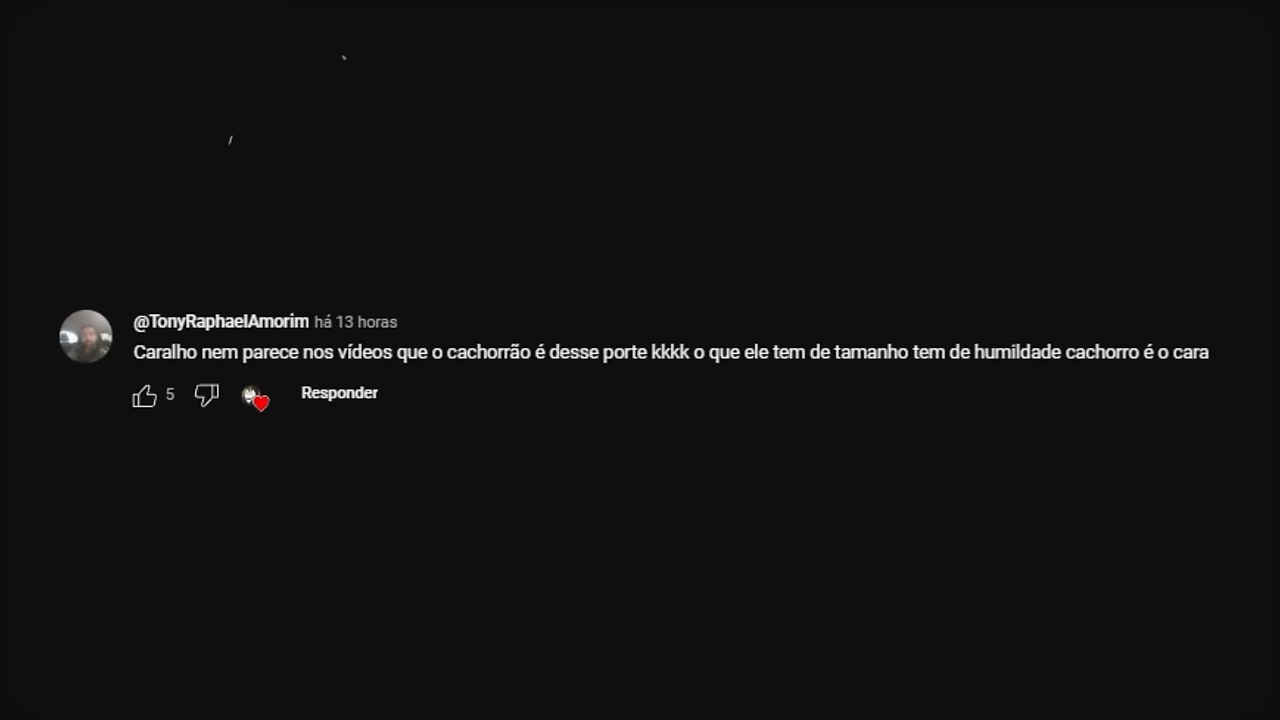 @TonyRaphaelAmorim há 13 horas
Caralho nem parece nos vídeos que o cachorrão é desse porte kkkk o que ele tem de tamanho tem de humildade cachorro é o cara
5 Responder